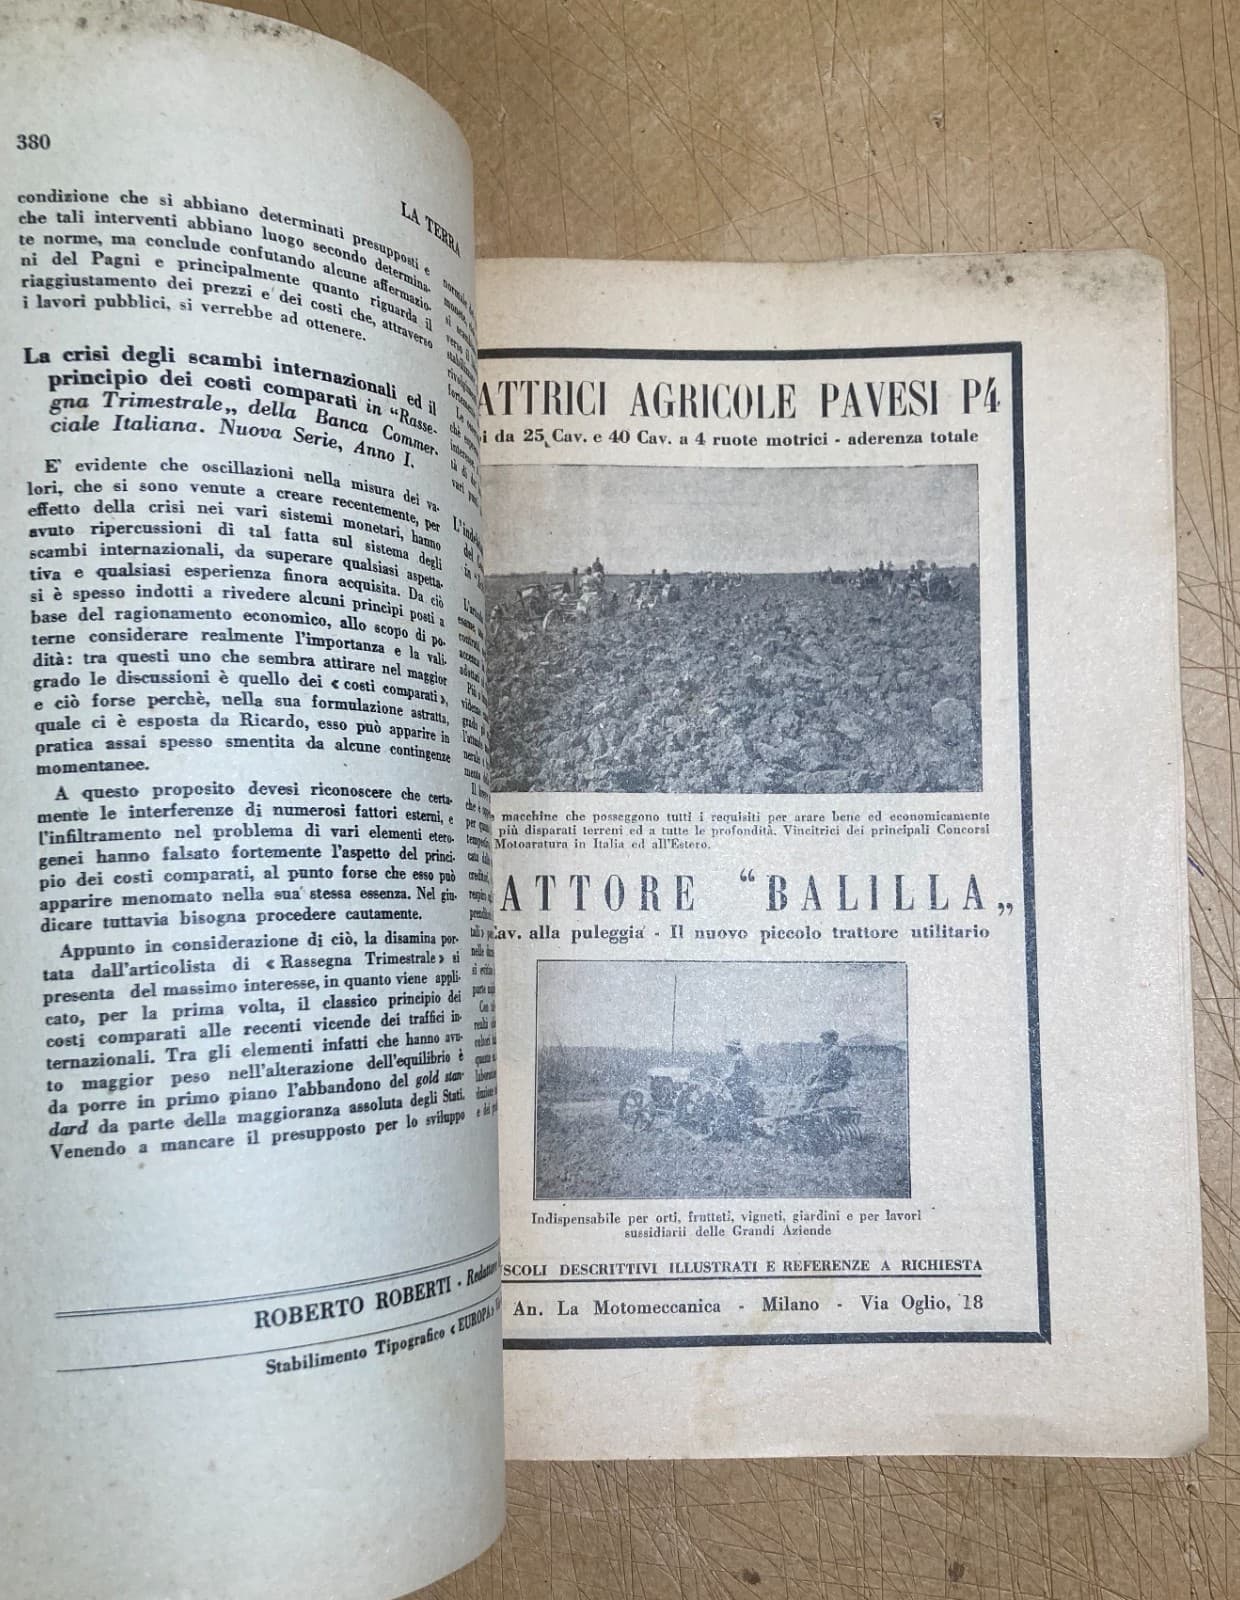 380
LA TERRA
condizione che si abbiano determinati presupposti e
che tali interventi abbiano luogo secondo determina-
te norme, ma conclude confutando alcune affermazio-
ni del Pagni e principalmente quanto riguarda il
riaggiustamento dei prezzi e dei costi che, attraverso
i lavori pubblici, si verrebbe ad ottenere.
La crisi degli scambi internazionali ed il
principio dei costi comparati in "Rasse-
gna Trimestrale„ della Banca Commer-
ciale Italiana. Nuova Serie, Anno I.
E' evidente che oscillazioni nella misura dei va-
lori, che si sono venute a creare recentemente, per
effetto della crisi nei vari sistemi monetari, hanno
avuto ripercussioni di tal fatta sul sistema degli
scambi internazionali, da superare qualsiasi aspetta-
tiva e qualsiasi esperienza finora acquisita. Da ciò
si è spesso indotti a rivedere alcuni principi posti a
base del ragionamento economico, allo scopo di po-
terne considerare realmente l'importanza e la vali-
dità: tra questi uno che sembra attirare nel maggior
grado le discussioni è quello dei « costi comparati »,
e ciò forse perchè, nella sua formulazione astratta,
quale ci è esposta da Ricardo, esso può apparire in
pratica assai spesso smentita da alcune contingenze
momentanee.
A questo proposito devesi riconoscere che certa-
mente le interferenze di numerosi fattori esterni, e
l'infiltramento nel problema di vari elementi etero-
genei hanno falsato fortemente l'aspetto del princi-
pio dei costi comparati, al punto forse che esso può
apparire menomato nella sua stessa essenza. Nel giu-
dicare tuttavia bisogna procedere cautamente.
Appunto in considerazione di ciò, la disamina por-
tata dall'articolista di « Rassegna Trimestrale » si
presenta del massimo interesse, in quanto viene appli-
cato, per la prima volta, il classico principio dei
costi comparati alle recenti vicende dei traffici in-
ternazionali. Tra gli elementi infatti che hanno avu-
to maggior peso nell'alterazione dell'equilibrio è
da porre in primo piano l'abbandono del gold stan-
dard da parte della maggioranza assoluta degli Stati.
Venendo a mancare il presupposto per lo sviluppo
ROBERTO ROBERTI - Redattore
Stabilimento Tipografico « EUROPA »
ATTRICI AGRICOLE PAVESI P4
i da 25 Cav. e 40 Cav. a 4 ruote motrici - aderenza totale
macchine che posseggono tutti i requisiti per arare bene ed economicamente
più disparati terreni ed a tutte le profondità. Vincitrici dei principali Concorsi
Motoaratura in Italia ed all'Estero.
ATTORE "BALILLA„
Cav. alla puleggia - Il nuovo piccolo trattore utilitario
Indispensabile per orti, frutteti, vigneti, giardini e per lavori
sussidiarii delle Grandi Aziende
SCOLI DESCRITTIVI ILLUSTRATI E REFERENZE A RICHIESTA
An. La Motomeccanica - Milano - Via Oglio, 18